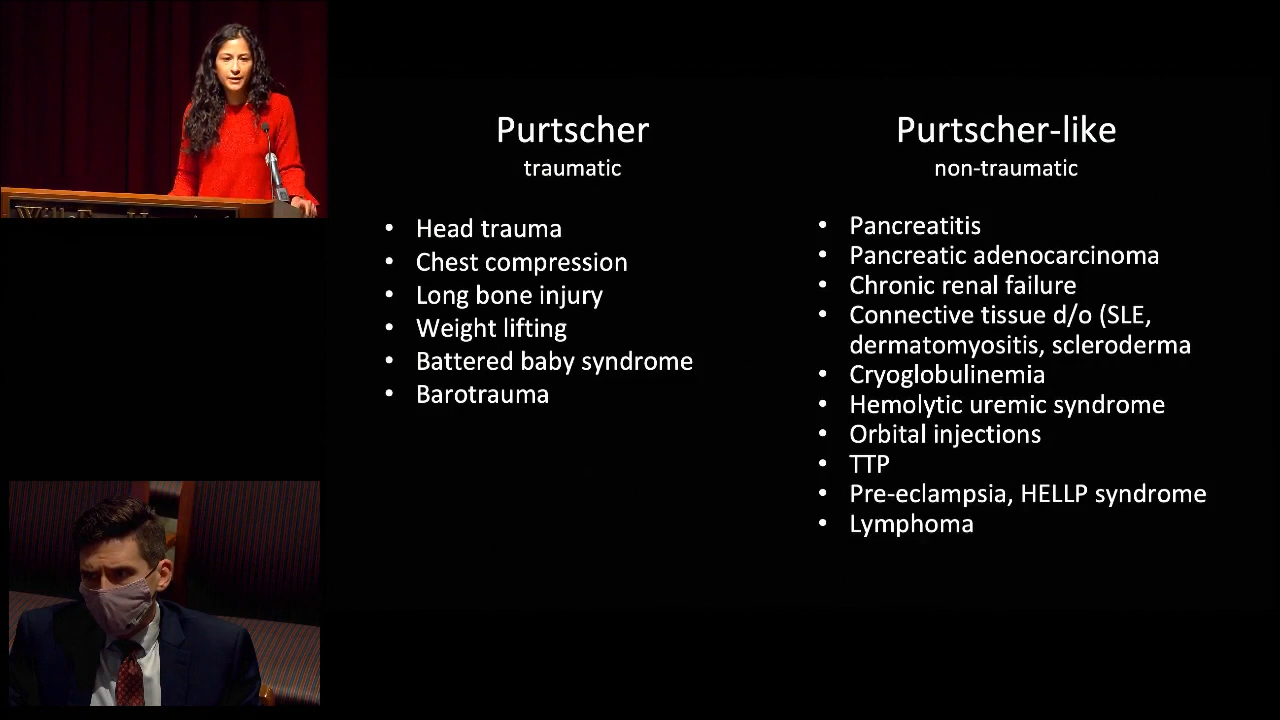 Purtscher
traumatic
• Head trauma
• Chest compression
• Long bone injury
• Weight lifting
• Battered baby syndrome
• Barotrauma
Purtscher-like
non-traumatic
• Pancreatitis
• Pancreatic adenocarcinoma
• Chronic renal failure
• Connective tissue d/o (SLE,
dermatomyositis, scleroderma
• Cryoglobulinemia
• Hemolytic uremic syndrome
• Orbital injections
• TTP
• Pre-eclampsia, HELLP syndrome
• Lymphoma